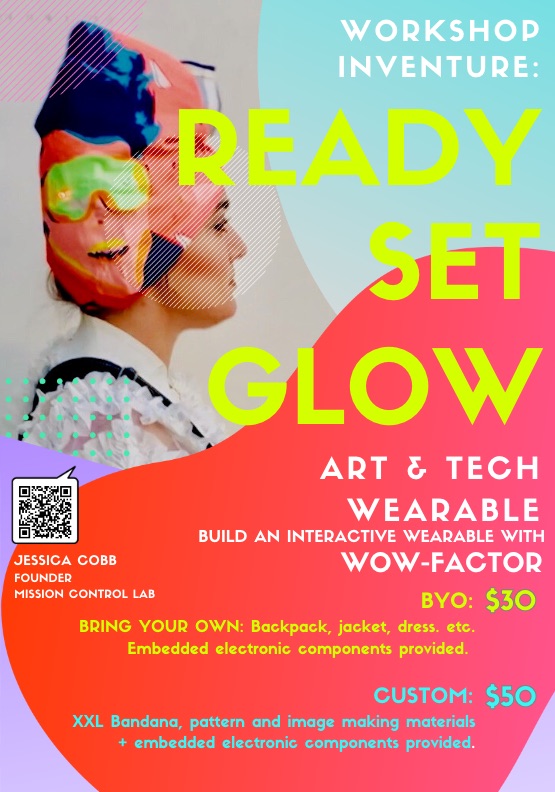 WORKSHOP
INVENTURE:
READY
SET
GLOW
ART & TECH
WEARABLE
BUILD AN INTERACTIVE WEARABLE WITH
WOW-FACTOR
JESSICA COBB
FOUNDER
MISSION CONTROL LAB
BYO: $30
BRING YOUR OWN: Backpack, jacket, dress. etc.
Embedded electronic components provided.
CUSTOM: $50
XXL Bandana, pattern and image making materials
+ embedded electronic components provided.